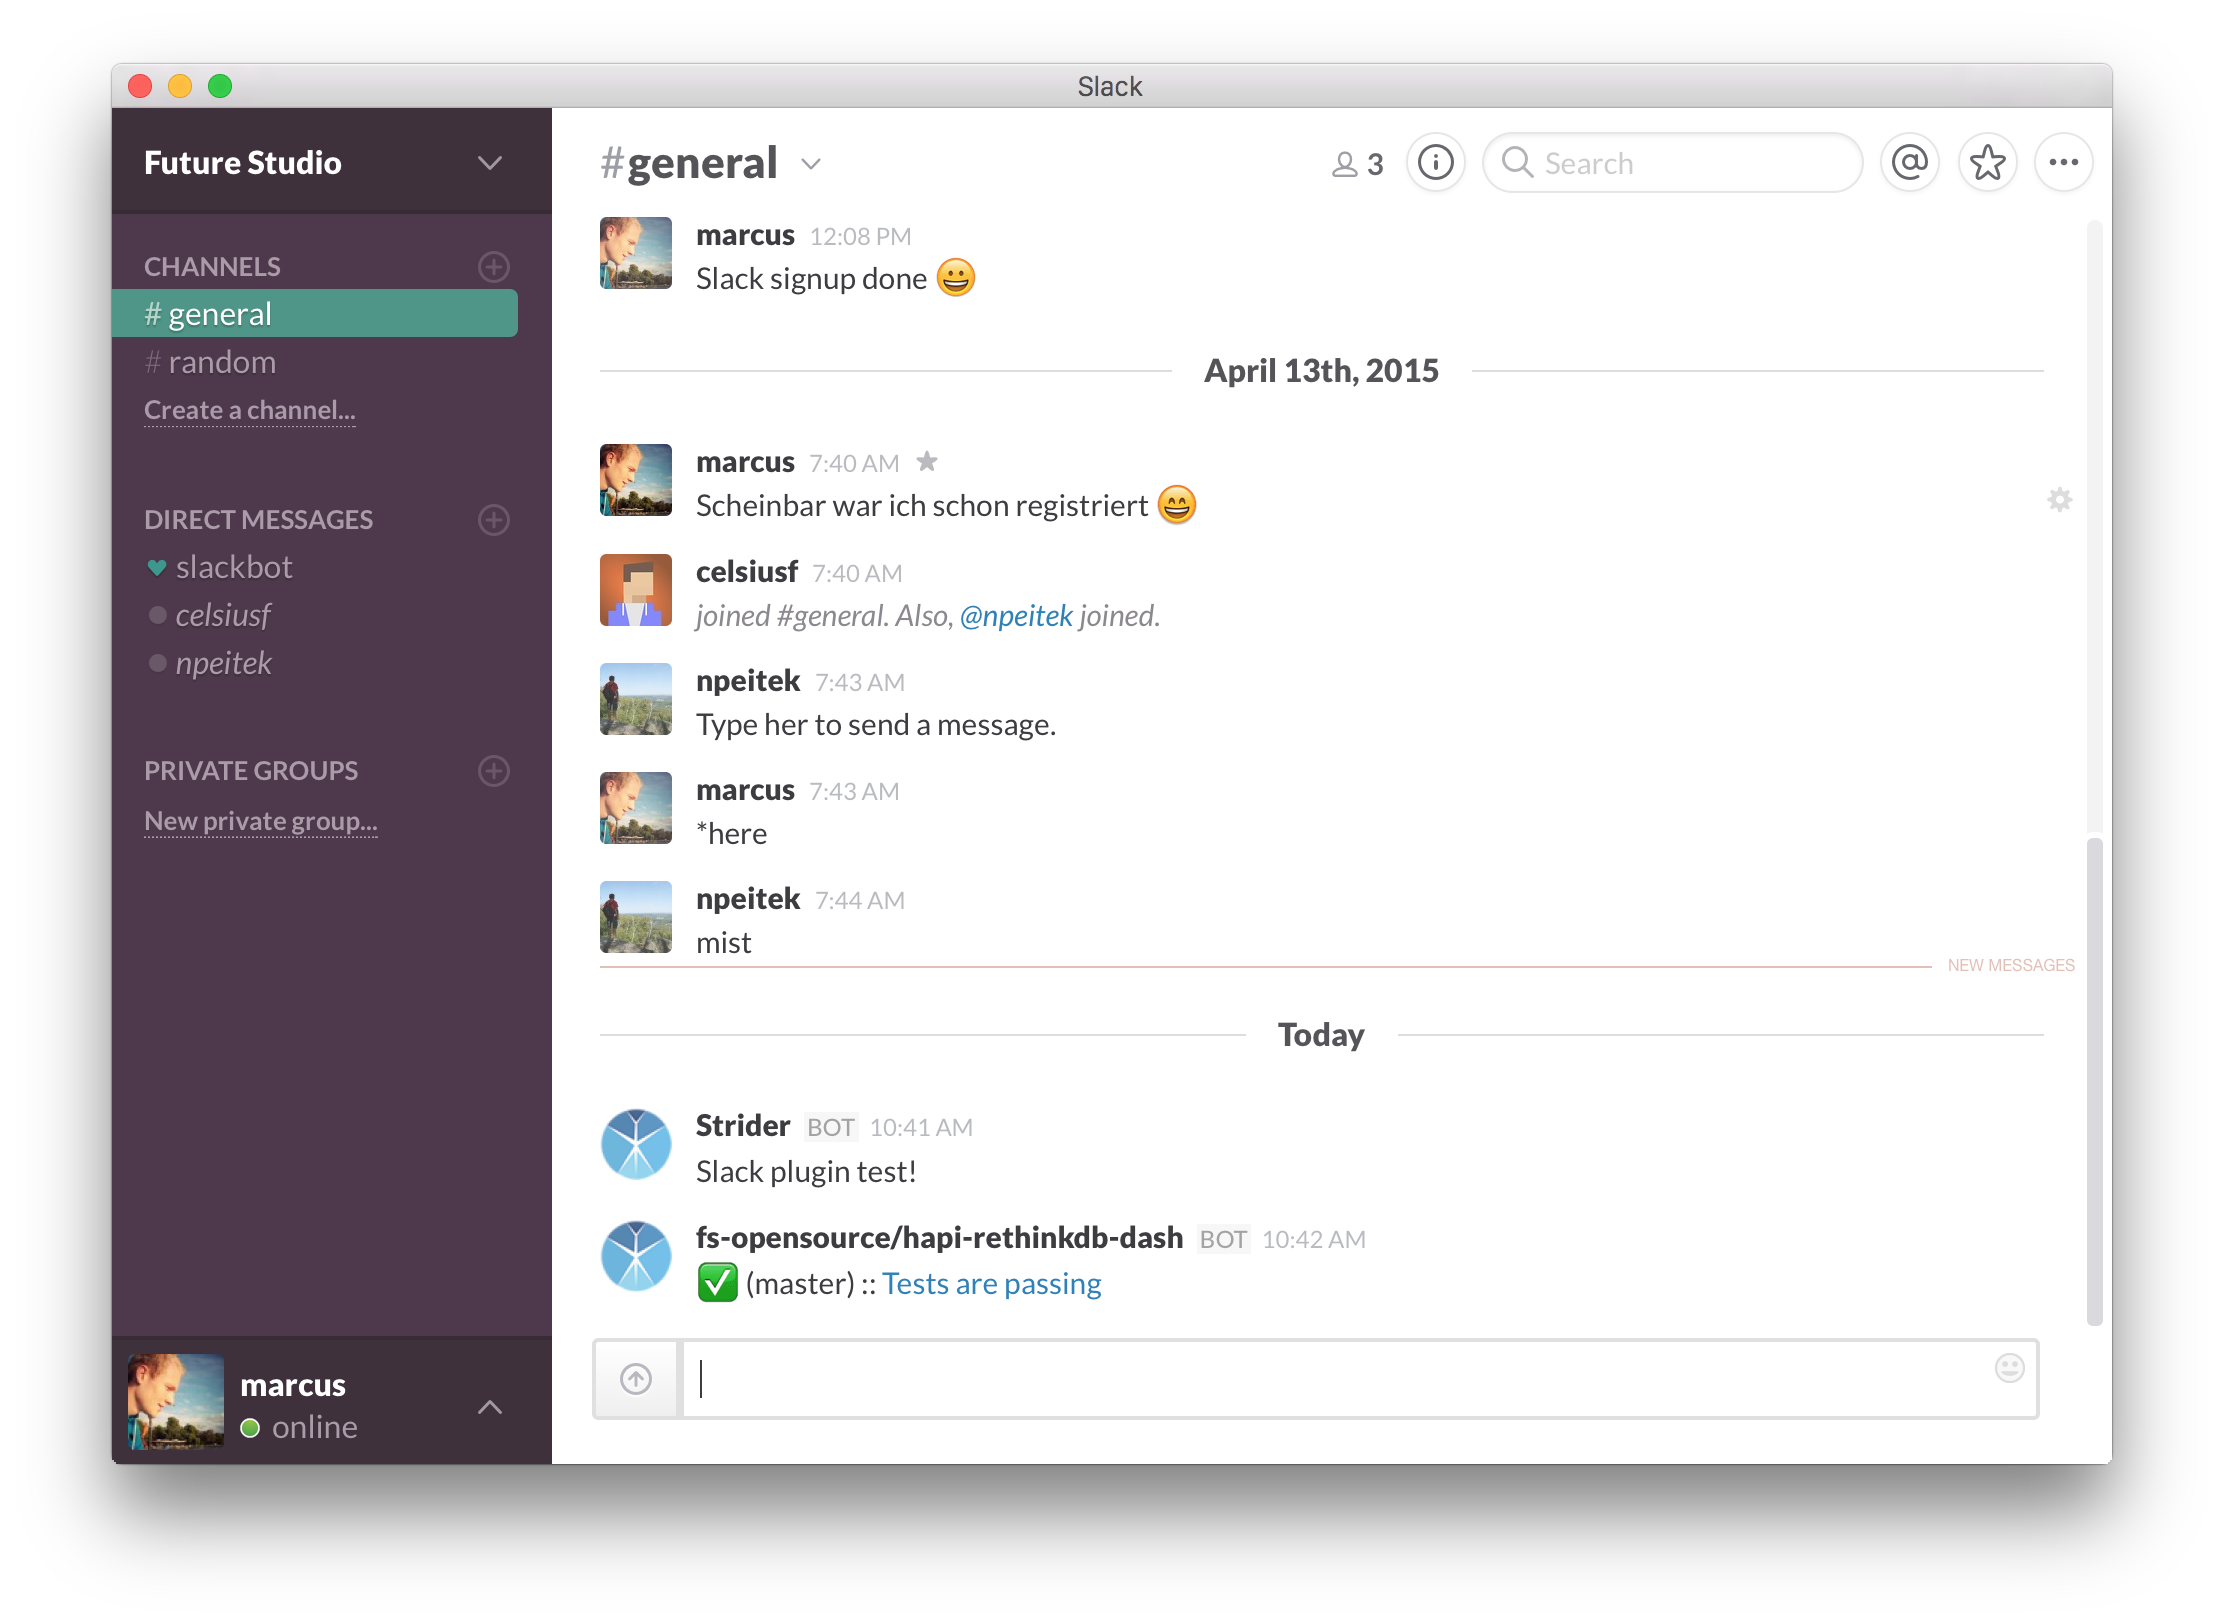 Slack
Future Studio
CHANNELS
# general
# random
Create a channel...
DIRECT MESSAGES
slackbot
celsiusf
npeitek
PRIVATE GROUPS
New private group...
marcus
online
#general
3
Search
marcus 12:08 PM
Slack signup done 😀
April 13th, 2015
marcus 7:40 AM ★
Scheinbar war ich schon registriert 😄
celsiusf 7:40 AM
joined #general. Also, @npeitek joined.
npeitek 7:43 AM
Type her to send a message.
marcus 7:43 AM
*here
npeitek 7:44 AM
mist
NEW MESSAGES
Today
Strider BOT 10:41 AM
Slack plugin test!
fs-opensource/hapi-rethinkdb-dash BOT 10:42 AM
✅ (master) :: Tests are passing